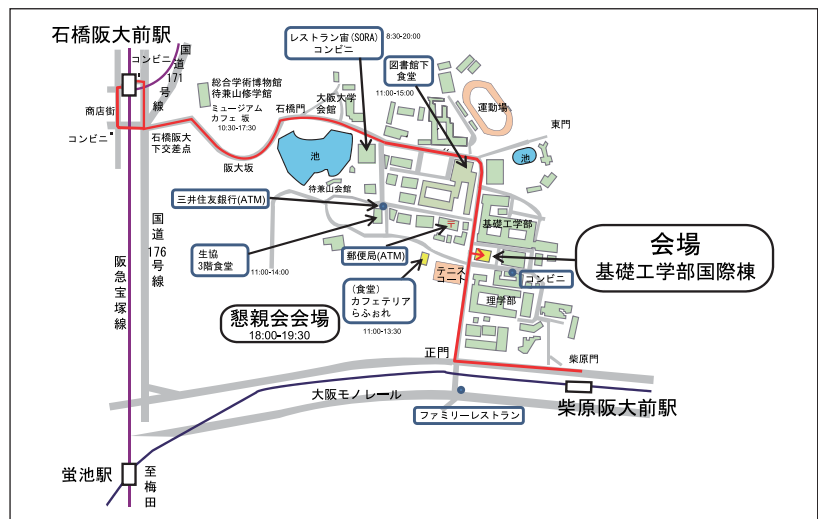 石橋阪大前駅
コンビニ
国道171号線
商店街
コンビニ
石橋阪大
下交差点
総合学術博物館
待兼山修学館
ミュージアム
カフェ 坂
10:30-17:30
阪大坂
石橋門
大阪大学
会館
レストラン宙(SORA)
コンビニ
8:30-20:00
図書館下
食堂
11:00-15:00
運動場
東門
池
池
待兼山会館
三井住友銀行(ATM)
生協
3階食堂
11:00-14:00
郵便局(ATM)
基礎工学部
会場
基礎工学部国際棟
テニス
コート
コンビニ
理学部
(食堂)
カフェテリア
らふぉれ
11:00-13:30
懇親会会場
18:00-19:30
国道176号線
阪急宝塚線
正門
柴原門
大阪モノレール
柴原阪大前駅
ファミリーレストラン
蛍池駅
至梅田